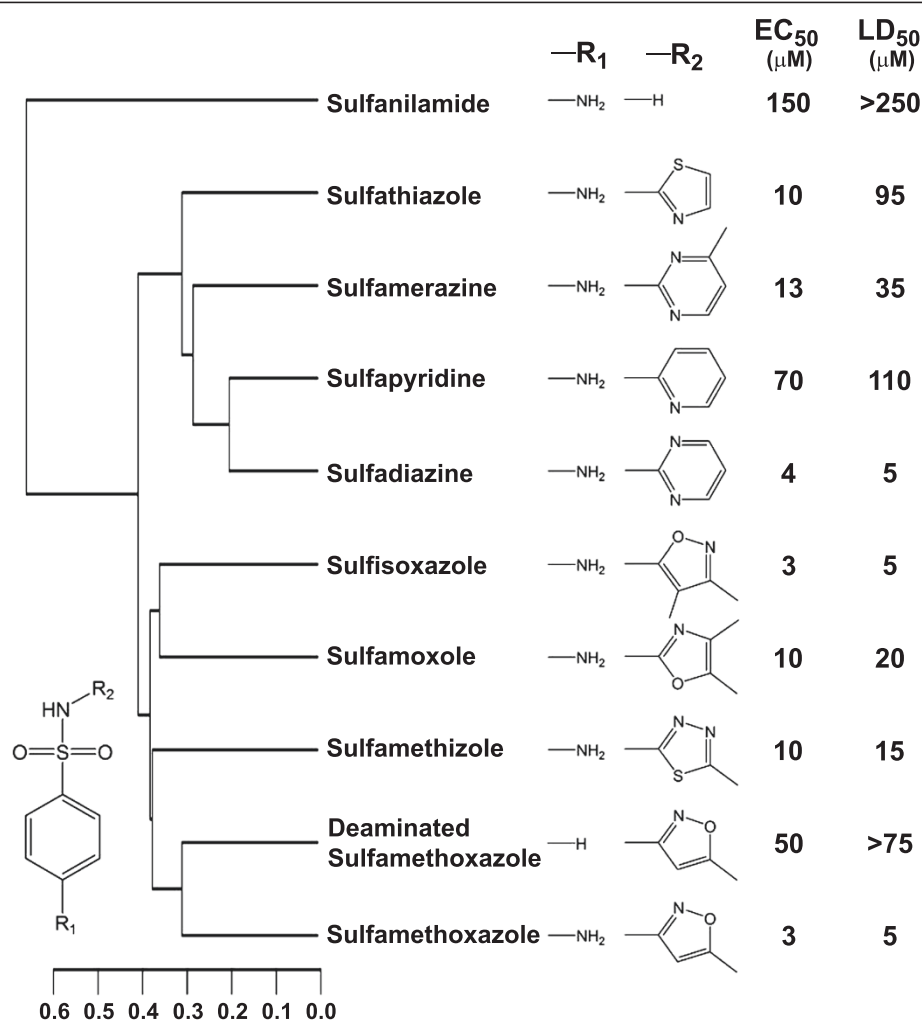 —R1 —R2 EC50 (μM) LD50 (μM)
Sulfanilamide —NH2 —H 150 >250
Sulfathiazole —NH2 S N 10 95
Sulfamerazine —NH2 N N 13 35
Sulfapyridine —NH2 N 70 110
Sulfadiazine —NH2 N N 4 5
Sulfisoxazole —NH2 O N 3 5
Sulfamoxole —NH2 N O 10 20
Sulfamethizole —NH2 N N S 10 15
Deaminated
Sulfamethoxazole —H N O 50 >75
Sulfamethoxazole —NH2 N O 3 5
R2
HN
O=S=O
R1
0.6 0.5 0.4 0.3 0.2 0.1 0.0